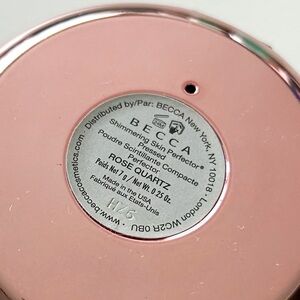 Distributed by/Par: BECCA New York, NY 10018 · London WC2R 0BU · www.beccacosmetics.com ·
BECCA
Shimmering Skin Perfector®
Pressed
Poudre Scintillante Compacte
Perfector
ROSE QUARTZ
Poids Net 7 g / Net Wt. 0.25 Oz.
Made in the USA
Fabriqué aux États-Unis